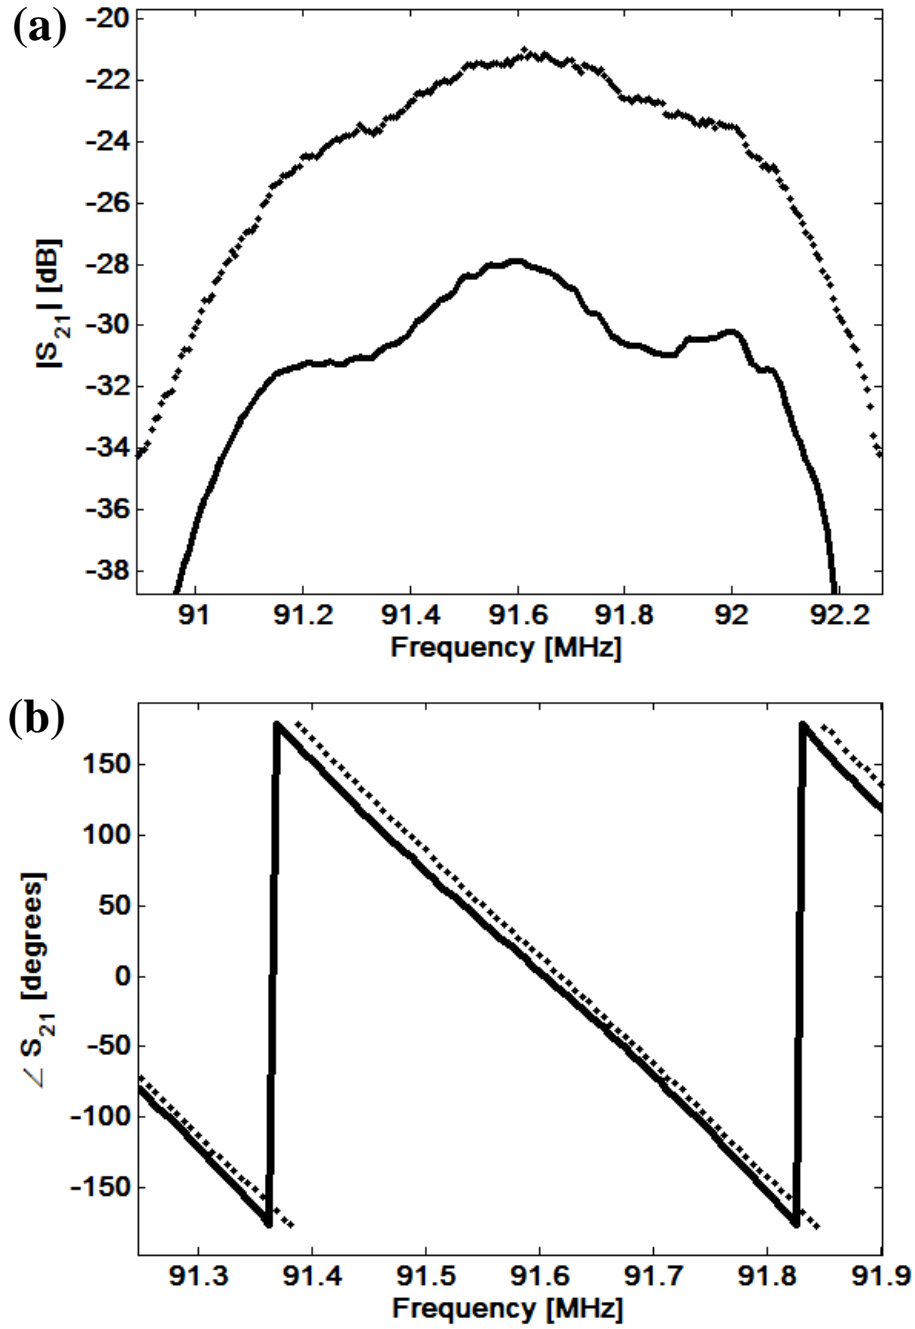 (a)
-20
-22
-24
-26
-28
-30
-32
-34
-36
-38
|S21| [dB]
91 91.2 91.4 91.6 91.8 92 92.2
Frequency [MHz]
(b)
150
100
50
0
-50
-100
-150
∠ S21 [degrees]
91.3 91.4 91.5 91.6 91.7 91.8 91.9
Frequency [MHz]